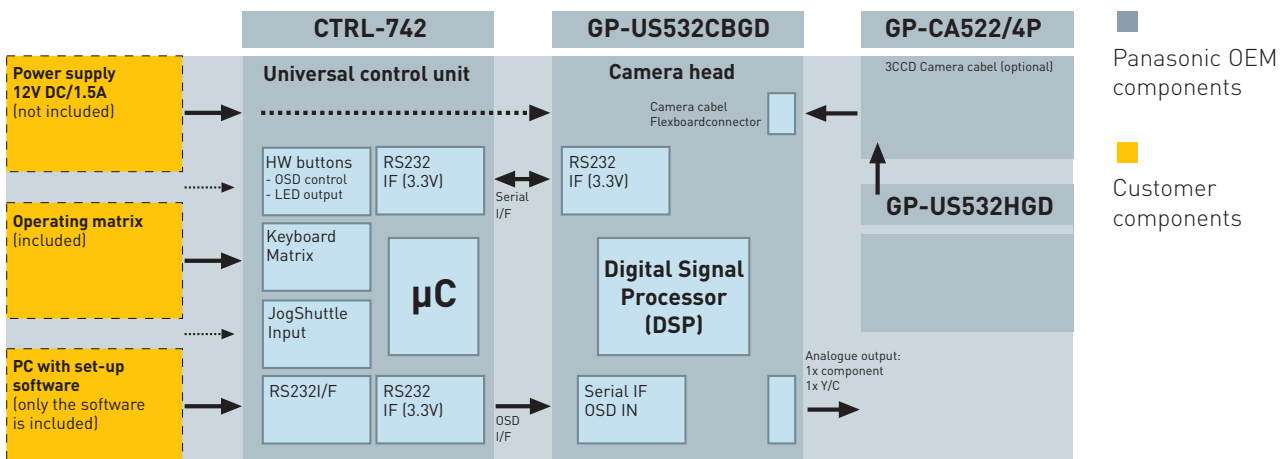 CTRL-742
GP-US532CBGD
GP-CA522/4P
Panasonic OEM
components
Customer
components
Power supply
12V DC/1.5A
(not included)
Operating matrix
(included)
PC with set-up
software
(only the software
is included)
Universal control unit
HW buttons
- OSD control
- LED output
RS232
IF (3.3V)
Keyboard
Matrix
µC
JogShuttle
Input
RS232I/F
RS232
IF (3.3V)
Serial
I/F
OSD
I/F
Camera head
Camera cabel
Flexboardconnector
RS232
IF (3.3V)
Digital Signal
Processor
(DSP)
Serial IF
OSD IN
Analogue output:
1x component
1x Y/C
3CCD Camera cabel (optional)
GP-US532HGD